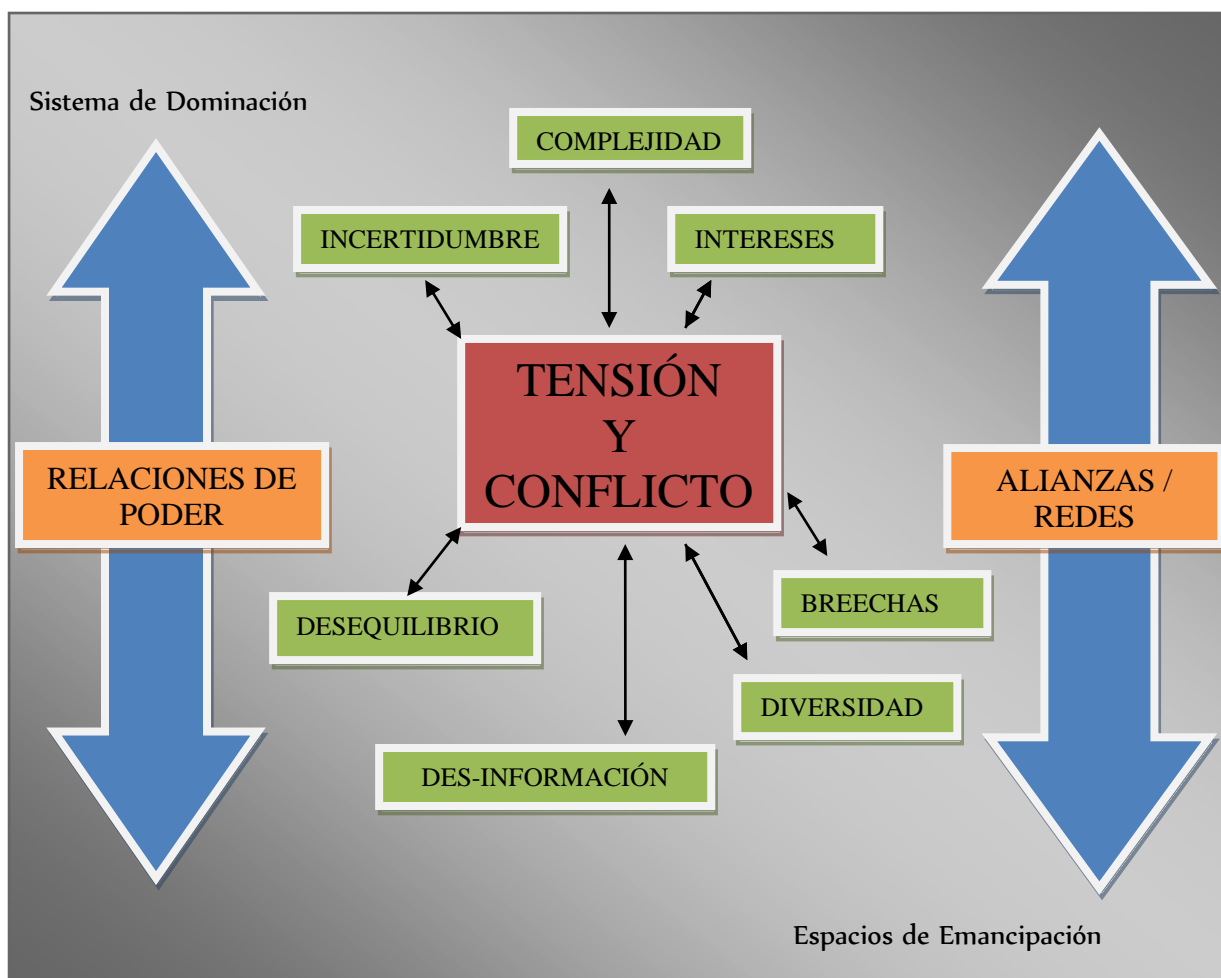 Sistema de Dominación
COMPLEJIDAD
INCERTIDUMBRE
INTERESES
TENSIÓN
Y
CONFLICTO
RELACIONES DE
PODER
ALIANZAS /
REDES
DESEQUILIBRIO
BREECHAS
DIVERSIDAD
DES-INFORMACIÓN
Espacios de Emancipación